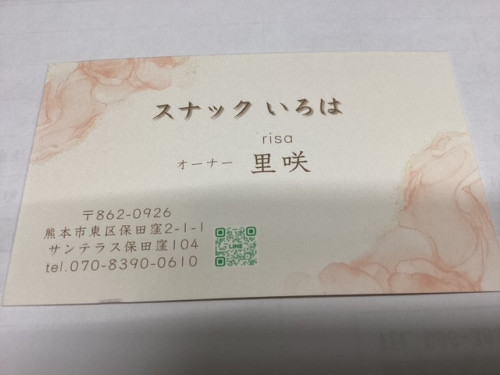 スナック いろは
risa
オーナー 里咲
〒862-0926
熊本市東区保田窪2-1-1
サンテラス保田窪104
tel.070-8390-0610
LINE